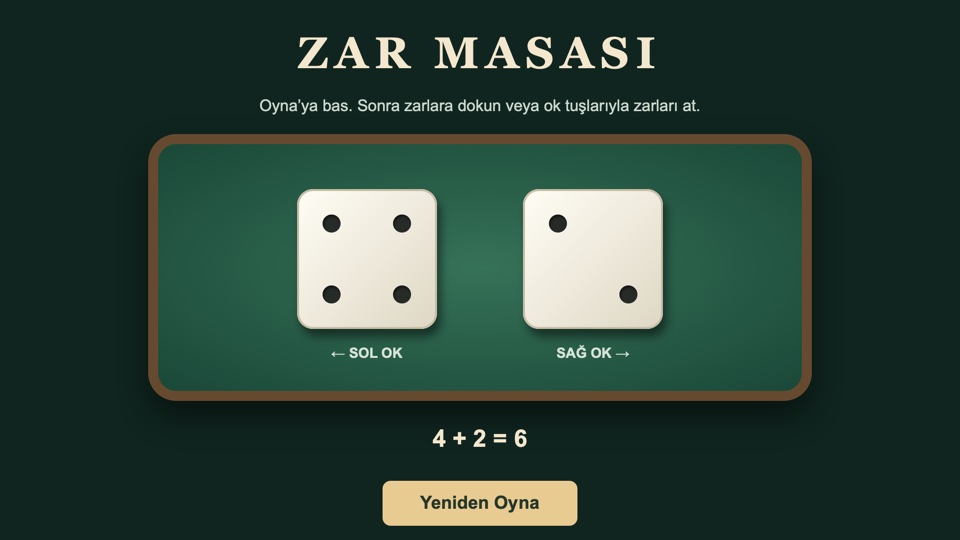 ZAR MASASI
Oyna'ya bas. Sonra zarlara dokun veya ok tuşlarıyla zarları at.
← SOL OK
SAĞ OK →
4 + 2 = 6
Yeniden Oyna